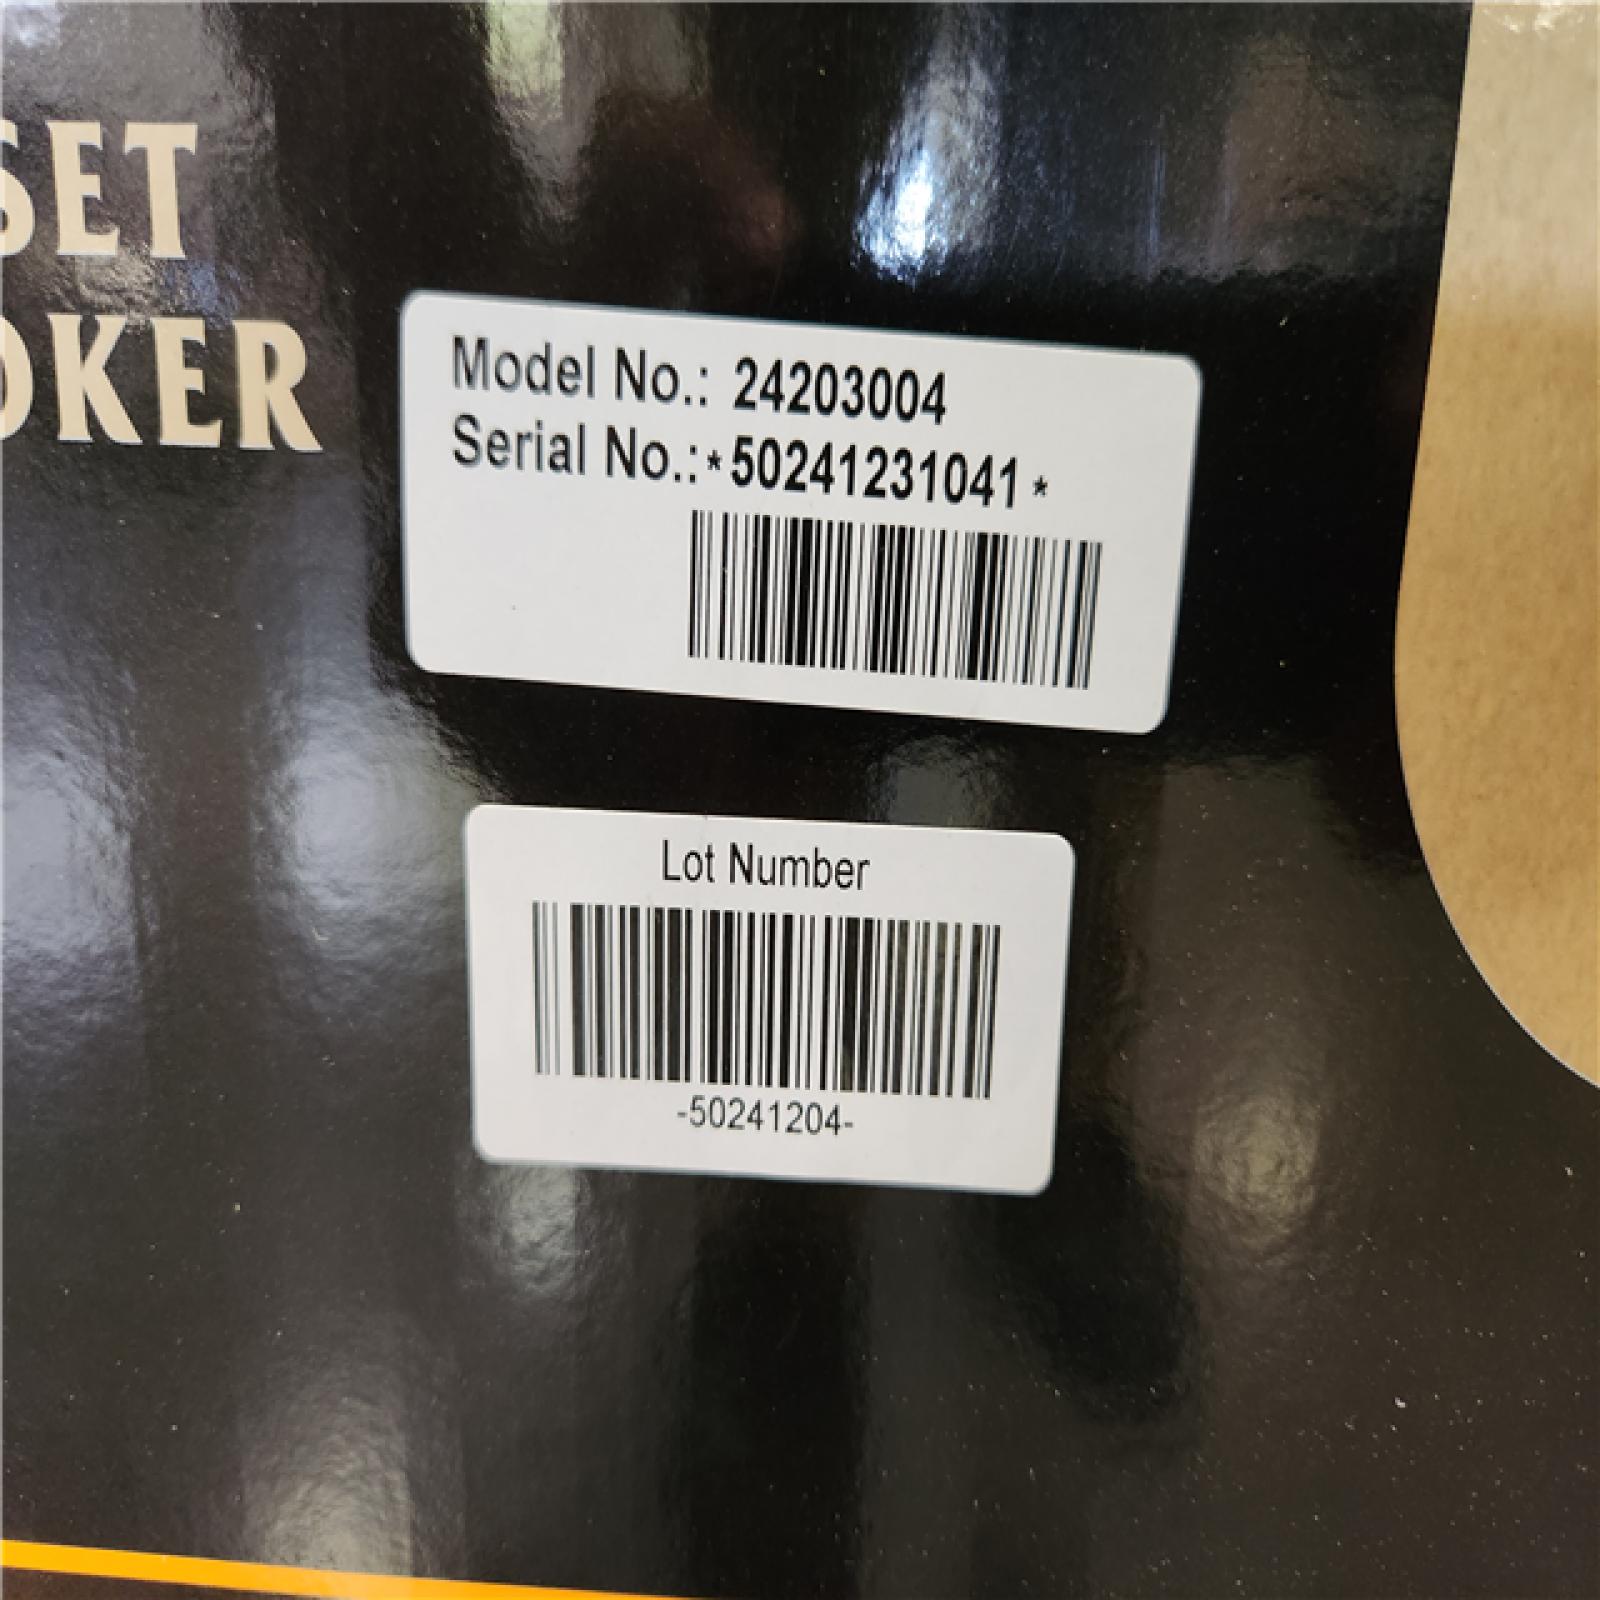 SET
OKER
Model No.: 24203004
Serial No.:*50241231041*
Lot Number
-50241204-